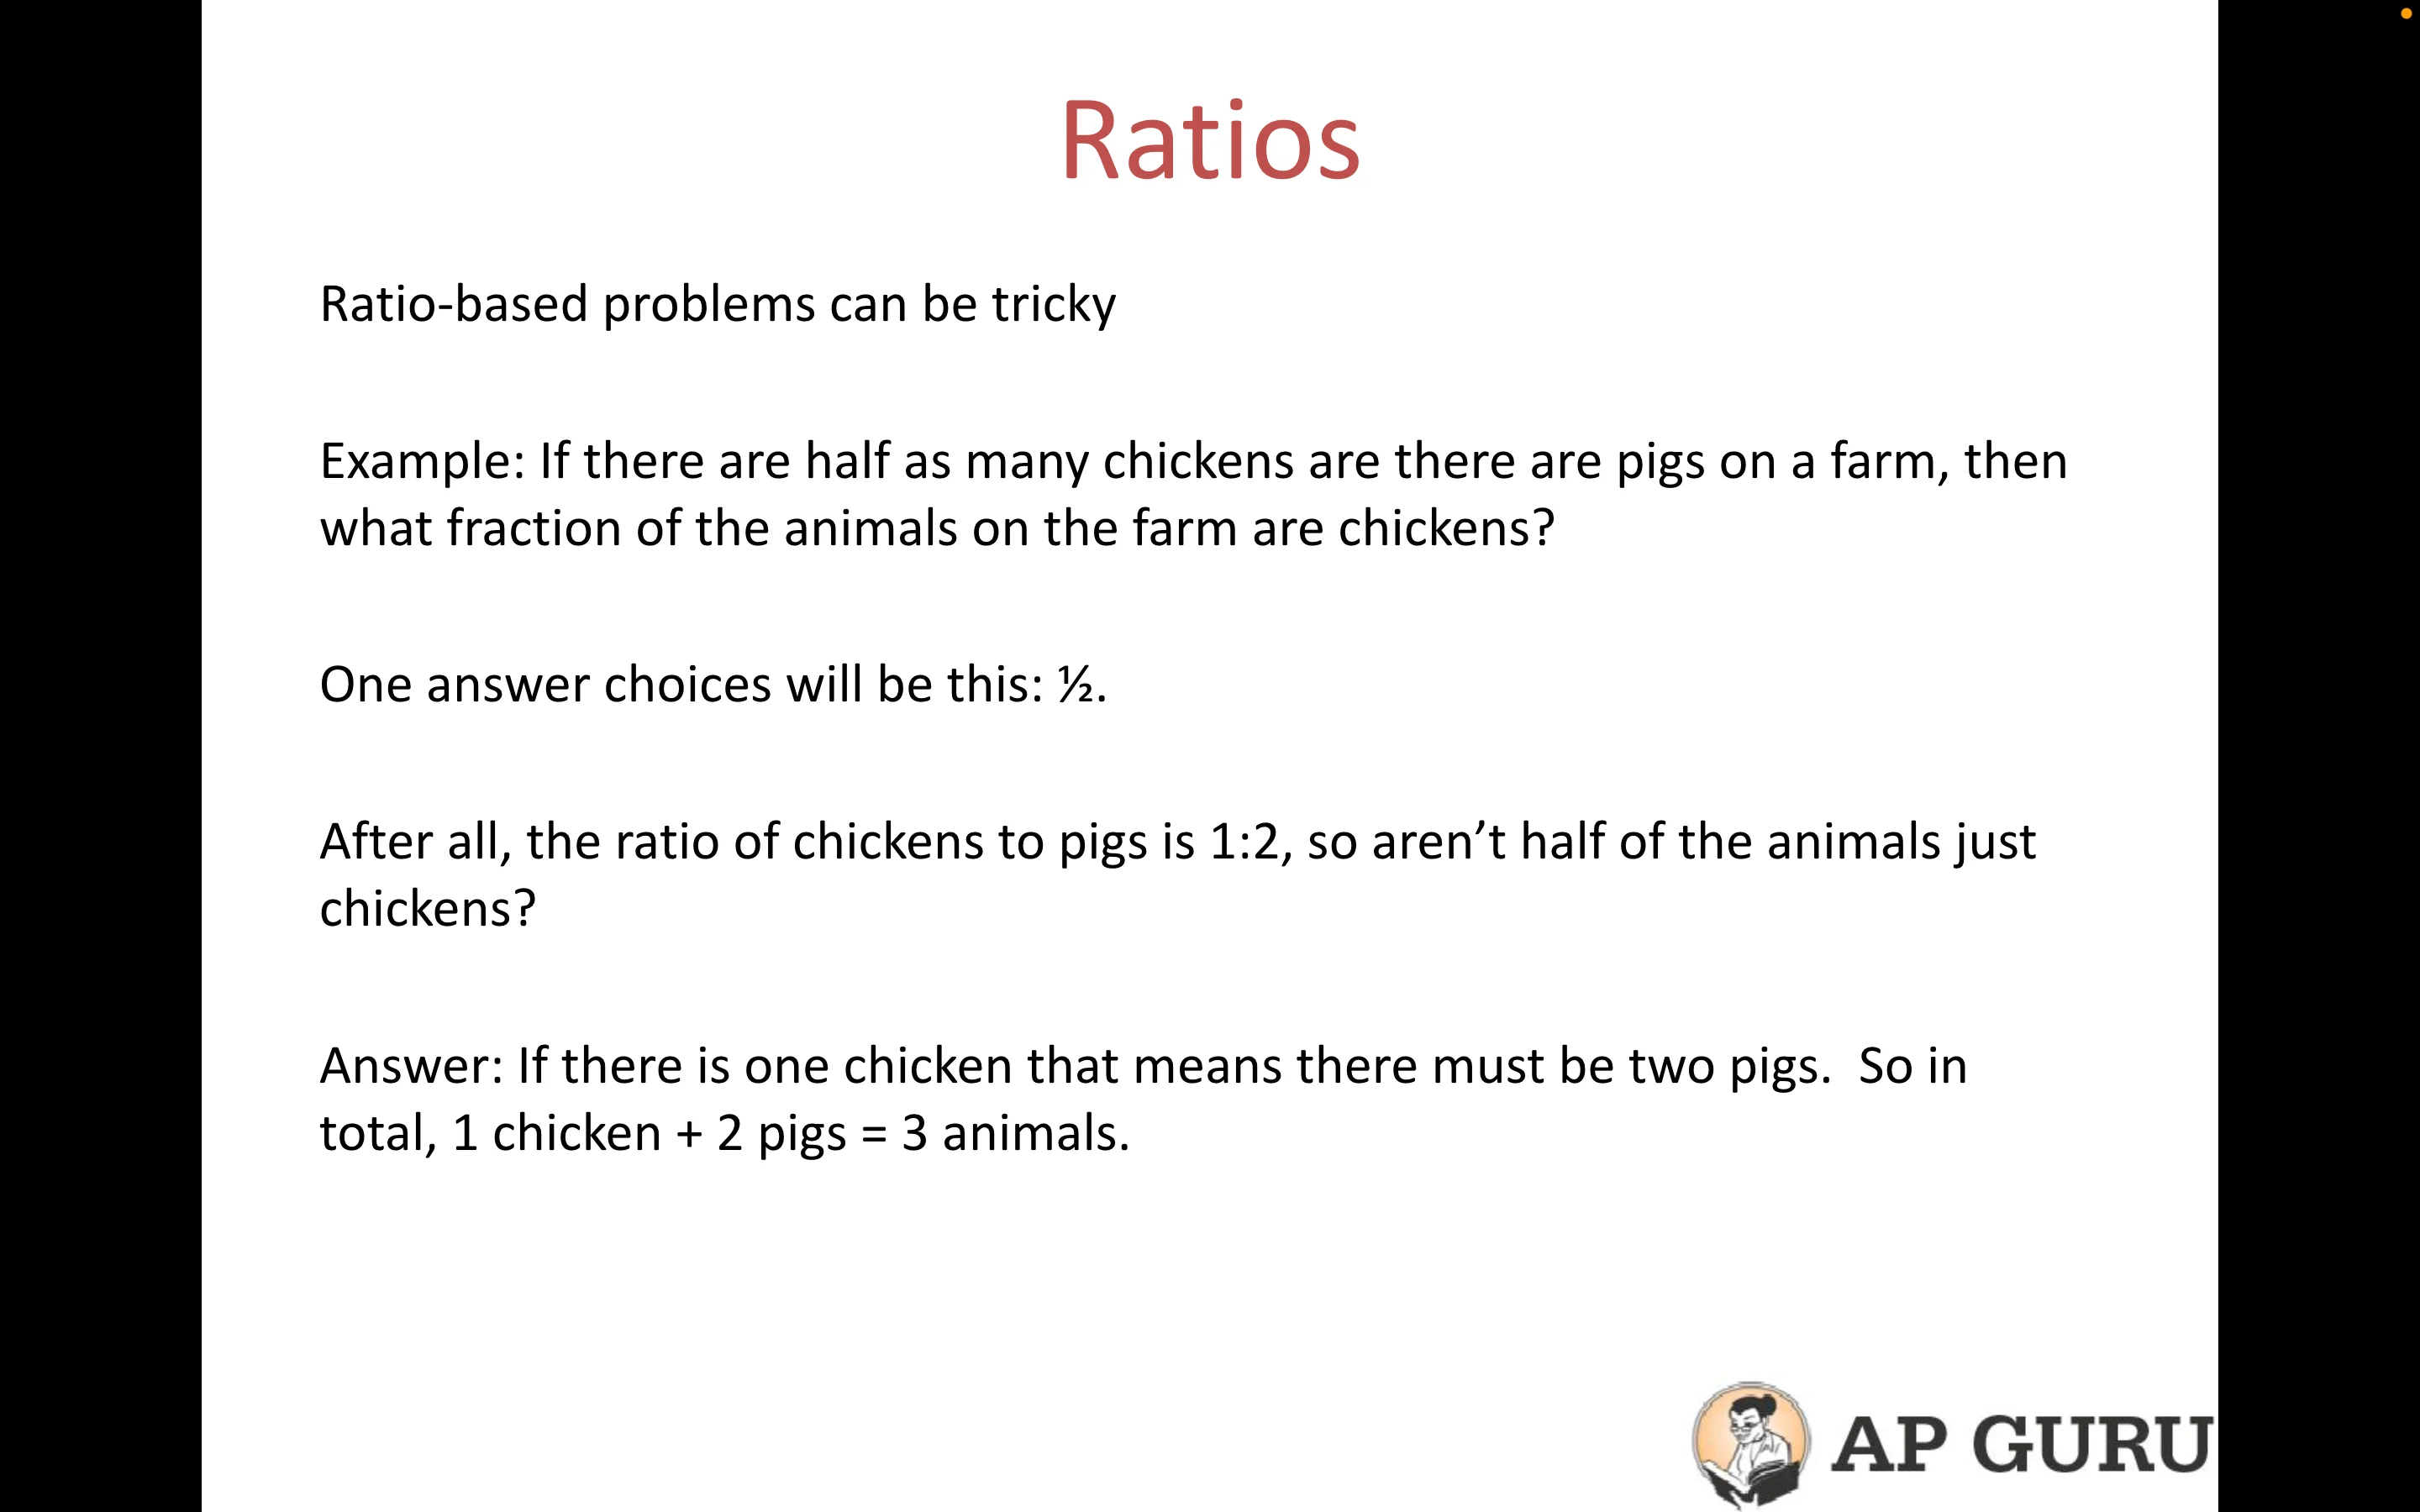 Ratios
Ratio-based problems can be tricky
Example: If there are half as many chickens are there are pigs on a farm, then
what fraction of the animals on the farm are chickens?
One answer choices will be this: ½.
After all, the ratio of chickens to pigs is 1:2, so aren’t half of the animals just
chickens?
Answer: If there is one chicken that means there must be two pigs.  So in
total, 1 chicken + 2 pigs = 3 animals.
AP GURU